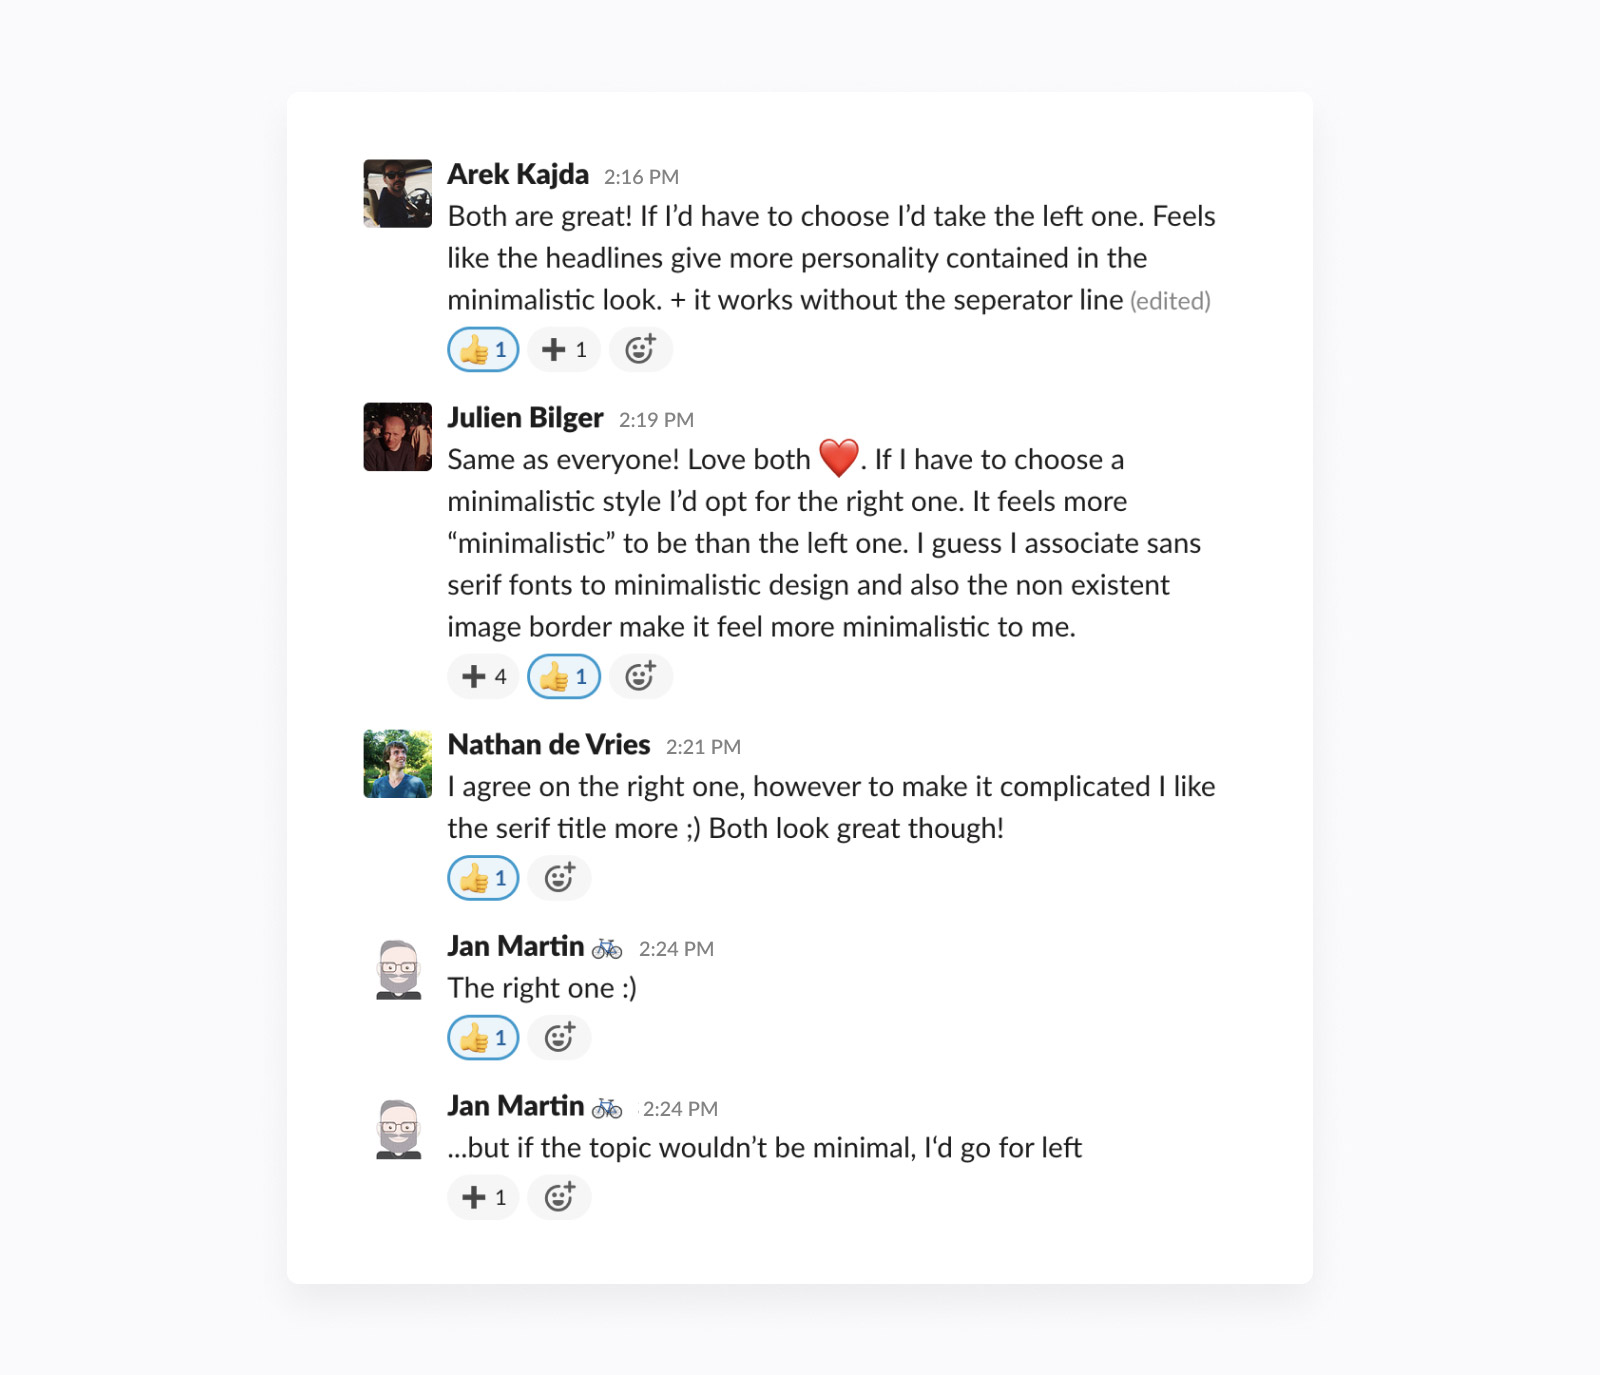 Arek Kajda 2:16 PM
Both are great! If I’d have to choose I’d take the left one. Feels
like the headlines give more personality contained in the
minimalistic look. + it works without the seperator line (edited)
👍 1 ➕ 1
Julien Bilger 2:19 PM
Same as everyone! Love both ❤️. If I have to choose a
minimalistic style I’d opt for the right one. It feels more
“minimalistic” to be than the left one. I guess I associate sans
serif fonts to minimalistic design and also the non existent
image border make it feel more minimalistic to me.
➕ 4 👍 1
Nathan de Vries 2:21 PM
I agree on the right one, however to make it complicated I like
the serif title more ;) Both look great though!
👍 1
Jan Martin 🚲 2:24 PM
The right one :)
👍 1
Jan Martin 🚲 2:24 PM
...but if the topic wouldn’t be minimal, I‘d go for left
➕ 1